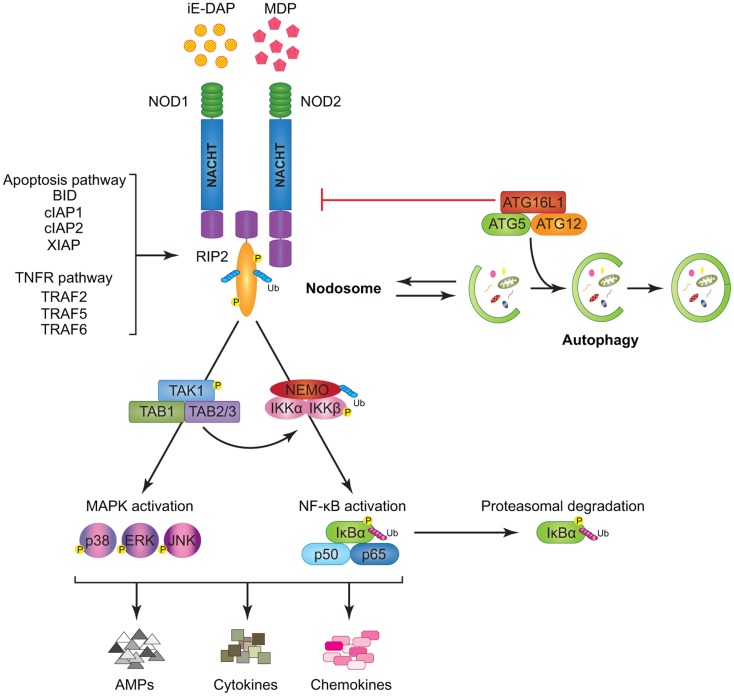 iE-DAP
MDP
NOD1
NOD2
NACHT
NACHT
Apoptosis pathway
BID
cIAP1
cIAP2
XIAP
TNFR pathway
TRAF2
TRAF5
TRAF6
RIP2
P
P
Ub
Nodosome
ATG16L1
ATG5
ATG12
Autophagy
TAK1
P
TAB1
TAB2/3
NEMO
Ub
IKKα
IKKβ
P
MAPK activation
NF-κB activation
Proteasomal degradation
p38
P
ERK
P
JNK
P
P
IκBα
Ub
p50
p65
P
IκBα
Ub
AMPs
Cytokines
Chemokines